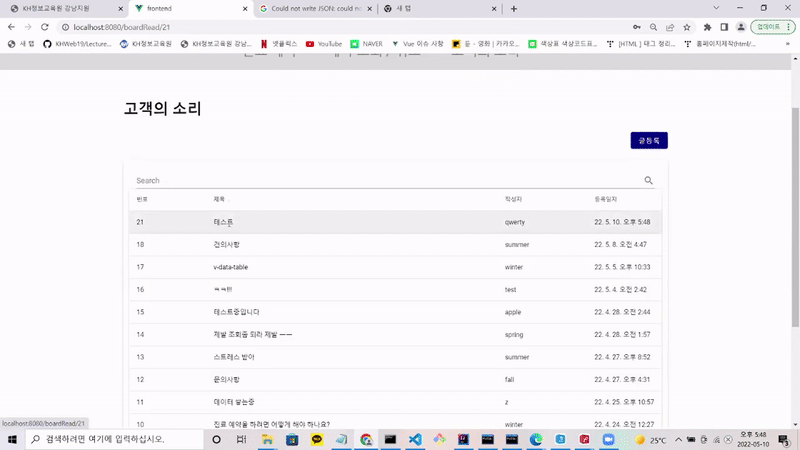 KH정보교육원 강남지원
frontend
Could not write JSON: could no
새 탭
localhost:8080/boardRead/21
업데이트
새 탭
KHWeb19/Lecture...
KH정보교육원
KH정보교육원 강남...
넷플릭스
YouTube
NAVER
Vue 이슈 사항
색상표 색상코드표...
[HTML ] 태그 정리...
홈페이지제작(html/...
고객의 소리
글등록
Search
번호 제목 작성자 등록일자
21 테스트 qwerty 22. 5. 10. 오후 5:48
18 건의사항 summer 22. 5. 8. 오전 4:47
17 v-data-table winter 22. 5. 5. 오후 10:33
16 test 22. 5. 4. 오전 2:42
15 테스트중입니다 apple 22. 4. 28. 오전 2:44
14 제발 조회좀 되라 제발 ㅡㅡ spring 22. 4. 28. 오전 1:57
13 스트레스 받아 summer 22. 4. 27. 오후 8:52
12 문의사항 fall 22. 4. 27. 오후 4:31
11 데이터 쌓는중 z 22. 4. 25. 오후 10:57
10 진료 예약을 하려면 어떻게 해야 하나요? winter 22. 4. 24. 오후 12:27
localhost:8080/boardRead/21
검색하려면 여기에 입력하십시오.
25°C
오후 5:48
2022-05-10